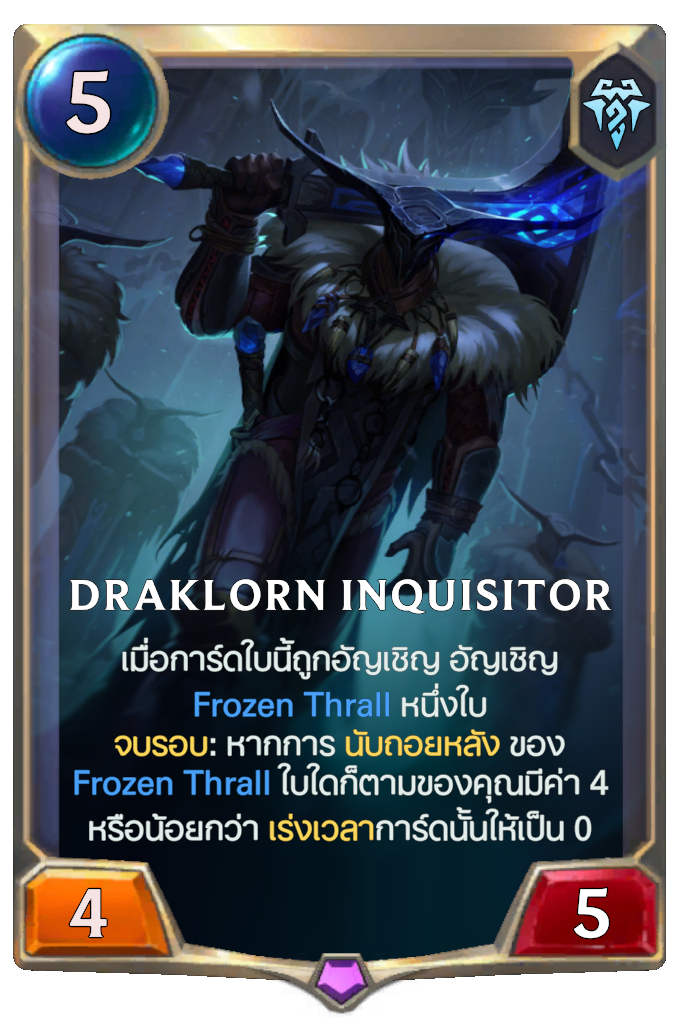 5
DRAKLORN INQUISITOR
เมื่อการ์ดใบนี้ถูกอัญเชิญ อัญเชิญ
Frozen Thrall หนึ่งใบ
จบรอบ: หากการ นับถอยหลัง ของ
Frozen Thrall ใบใดก็ตามของคุณมีค่า 4
หรือน้อยกว่า เร่งเวลาการ์ดนั้นให้เป็น 0
4
5